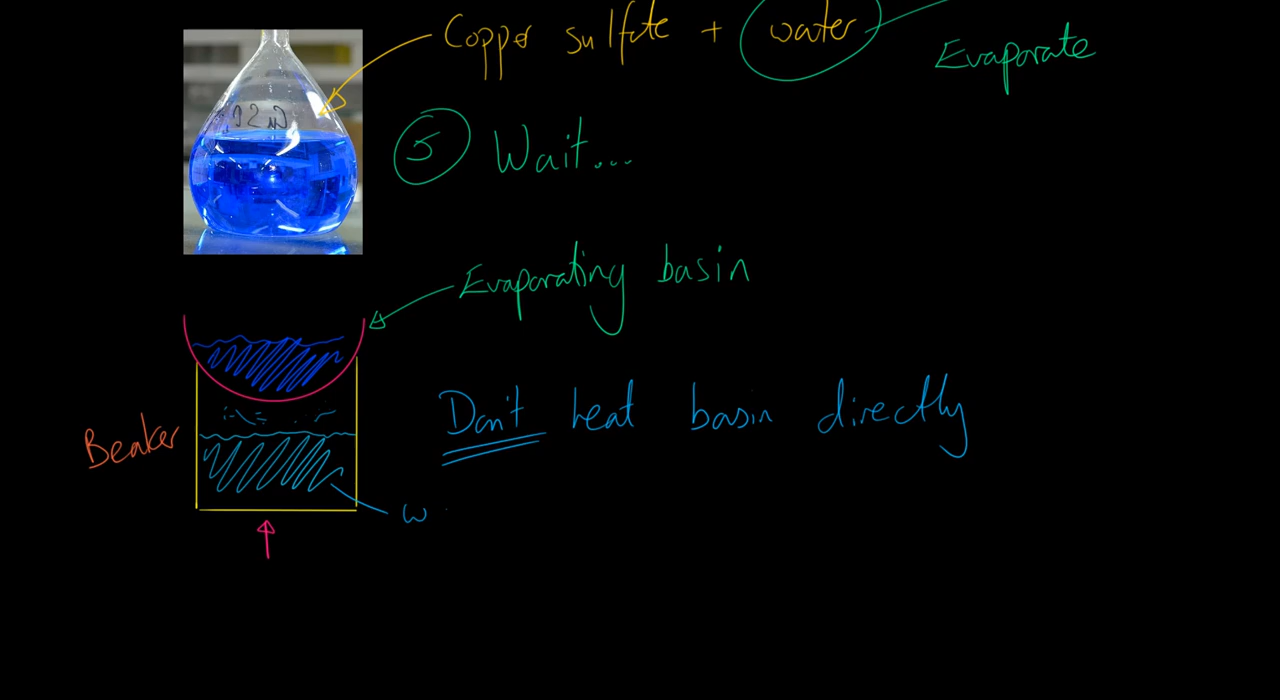 Copper sulfate + water
Evaporate
5 Wait...
Evaporating basin
Don't heat basin directly
Beaker
w